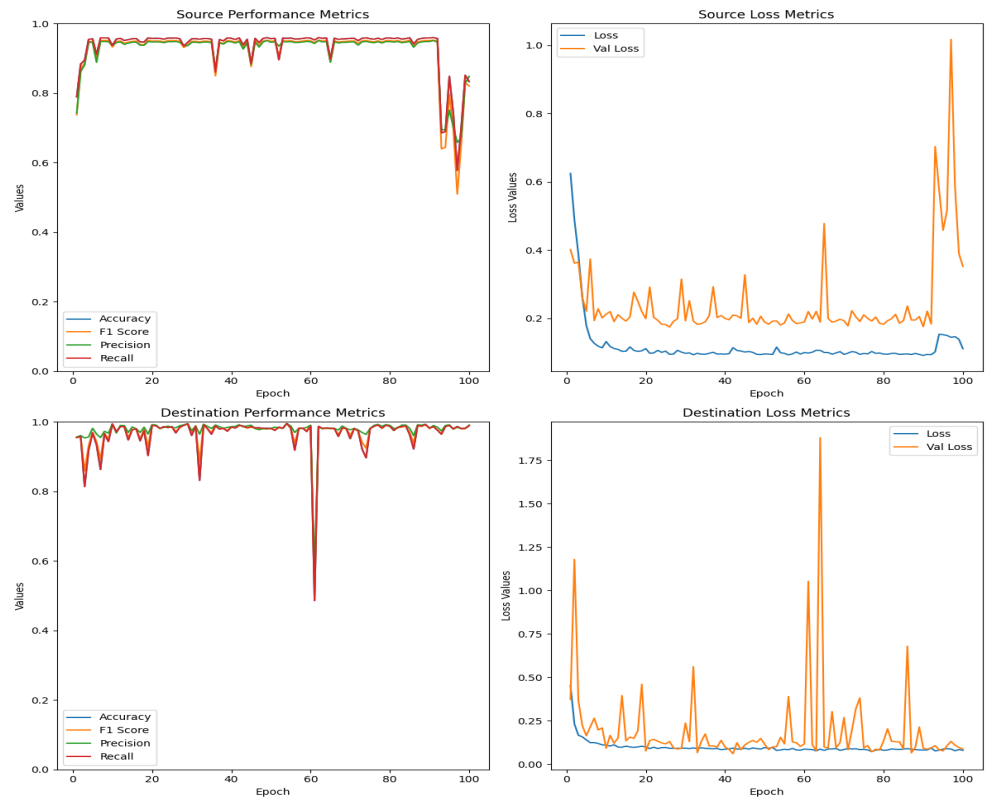 Source Performance Metrics
1.0
0.8
0.6
0.4
0.2
0.0
Values
Accuracy
F1 Score
Precision
Recall
0
20
40
60
80
100
Epoch
Source Loss Metrics
Loss
Val Loss
1.0
0.8
0.6
0.4
0.2
Loss Values
0
20
40
60
80
100
Epoch
Destination Performance Metrics
1.0
0.8
0.6
0.4
0.2
0.0
Values
Accuracy
F1 Score
Precision
Recall
0
20
40
60
80
100
Epoch
Destination Loss Metrics
Loss
Val Loss
1.75
1.50
1.25
1.00
0.75
0.50
0.25
0.00
Loss Values
0
20
40
60
80
100
Epoch